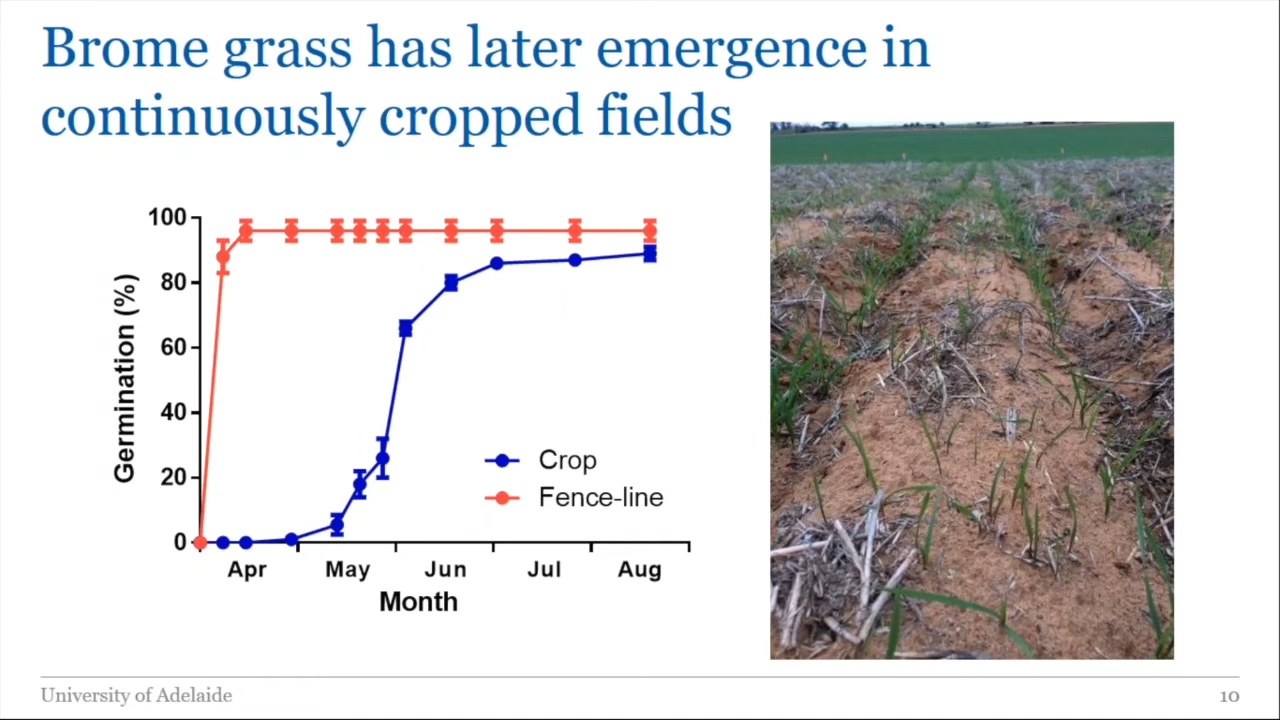 Brome grass has later emergence in
continuously cropped fields
100
80
60
40
20
0
Germination (%)
Crop
Fence-line
Apr May Jun Jul Aug
Month
University of Adelaide
10